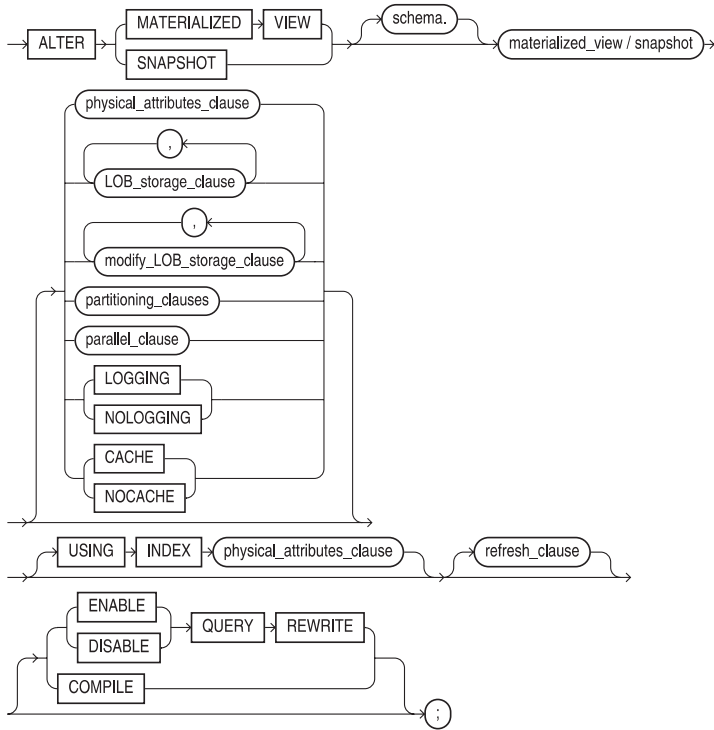 ALTER MATERIALIZED VIEW schema. materialized_view / snapshot
SNAPSHOT
physical_attributes_clause
,
LOB_storage_clause
,
modify_LOB_storage_clause
partitioning_clauses
parallel_clause
LOGGING
NOLOGGING
CACHE
NOCACHE
USING INDEX physical_attributes_clause refresh_clause
ENABLE
DISABLE QUERY REWRITE
COMPILE
;